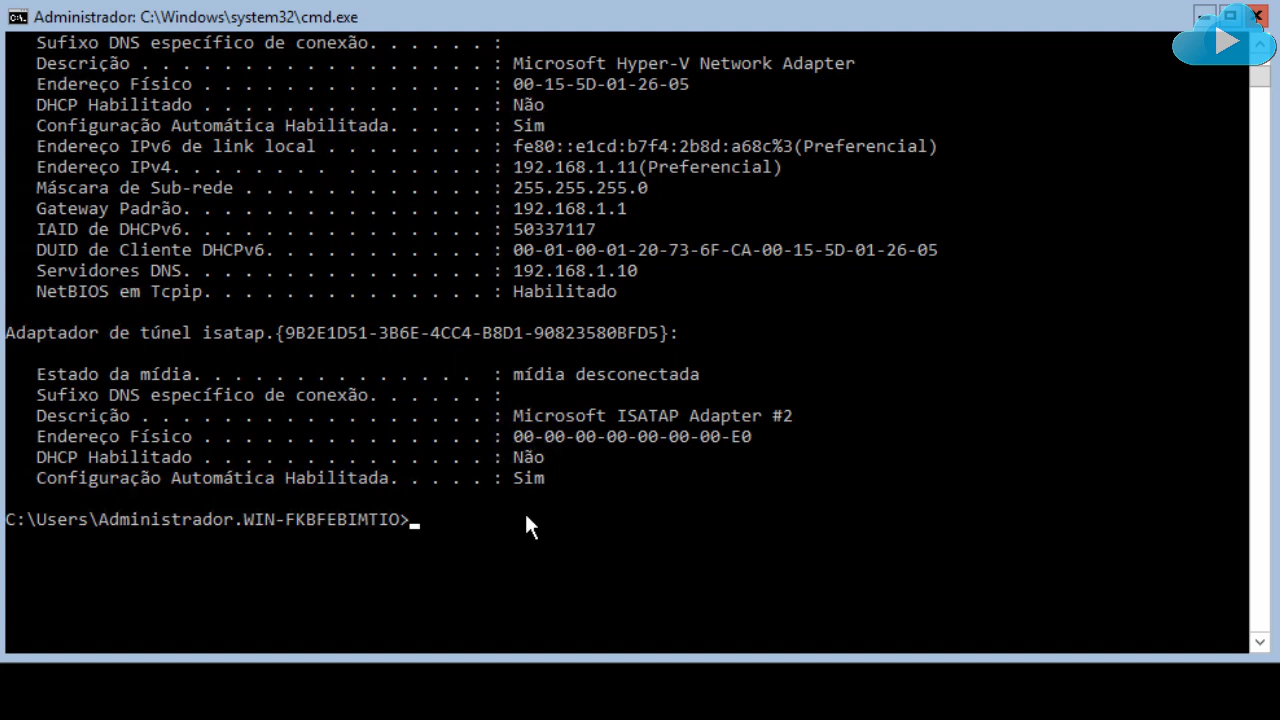 Administrador: C:\Windows\system32\cmd.exe
Sufixo DNS específico de conexão. . . . . . :
Descrição . . . . . . . . . . . . . . . . . : Microsoft Hyper-V Network Adapter
Endereço Físico . . . . . . . . . . . . . . : 00-15-5D-01-26-05
DHCP Habilitado . . . . . . . . . . . . . . : Não
Configuração Automática Habilitada. . . . . : Sim
Endereço IPv6 de link local . . . . . . . . : fe80::e1cd:b7f4:2b8d:a68c%3(Preferencial)
Endereço IPv4. . . . . . . .  . . . . . . . : 192.168.1.11(Preferencial)
Máscara de Sub-rede . . . . . . . . . . . . : 255.255.255.0
Gateway Padrão. . . . . . . . . . . . . . . : 192.168.1.1
IAID de DHCPv6. . . . . . . . . . . . . . . : 50337117
DUID de Cliente DHCPv6. . . . . . . . . . . : 00-01-00-01-20-73-6F-CA-00-15-5D-01-26-05
Servidores DNS. . . . . . . . . . . . . . . : 192.168.1.10
NetBIOS em Tcpip. . . . . . . . . . . . . . : Habilitado
Adaptador de túnel isatap.{9B2E1D51-3B6E-4CC4-B8D1-90823580BFD5}:
Estado da mídia. . . . . . . . . . . . . .  : mídia desconectada
Sufixo DNS específico de conexão. . . . . . :
Descrição . . . . . . . . . . . . . . . . . : Microsoft ISATAP Adapter #2
Endereço Físico . . . . . . . . . . . . . . : 00-00-00-00-00-00-00-E0
DHCP Habilitado . . . . . . . . . . . . . . : Não
Configuração Automática Habilitada. . . . . : Sim
C:\Users\Administrador.WIN-FKBFEBIMTIO>